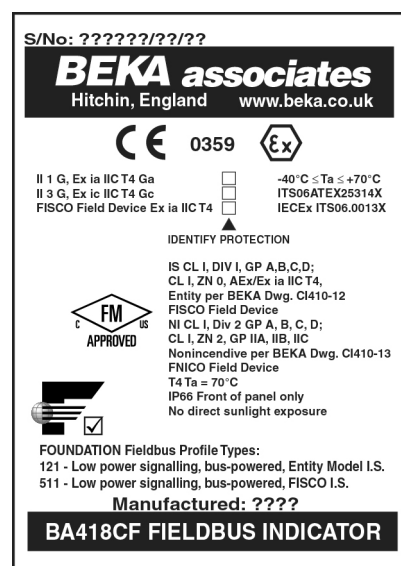 S/No: ??????/??/??
BEKA associates
Hitchin, England www.beka.co.uk
CE 0359 Ex
II 1 G, Ex ia IIC T4 Ga
II 3 G, Ex ic IIC T4 Gc
FISCO Field Device Ex ia IIC T4
-40°C ≤ Ta ≤ +70°C
ITS06ATEX25314X
IECEx ITS06.0013X
IDENTIFY PROTECTION
IS CL I, DIV I, GP A,B,C,D;
CL I, ZN 0, AEx/Ex ia IIC T4,
Entity per BEKA Dwg. CI410-12
FISCO Field Device
NI CL I, Div 2 GP A, B, C, D;
CL I, ZN 2, GP IIA, IIB, IIC
Nonincendive per BEKA Dwg. CI410-13
FNICO Field Device
T4 Ta = 70°C
IP66 Front of panel only
No direct sunlight exposure
FM
C US
APPROVED
FOUNDATION Fieldbus Profile Types:
121 - Low power signalling, bus-powered, Entity Model I.S.
511 - Low power signalling, bus-powered, FISCO I.S.
Manufactured: ????
BA418CF FIELDBUS INDICATOR